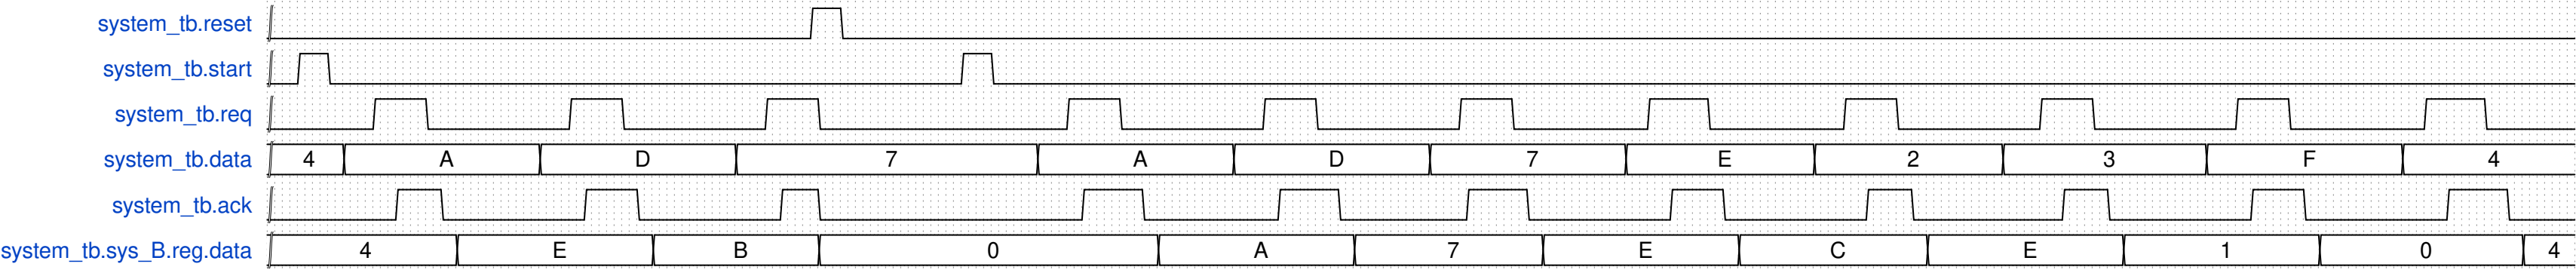 system_tb.reset
system_tb.start
system_tb.req
system_tb.data 4 A D 7 A D 7 E 2 3 F 4
system_tb.ack
system_tb.sys_B.reg.data 4 E B 0 A 7 E C E 1 0 4